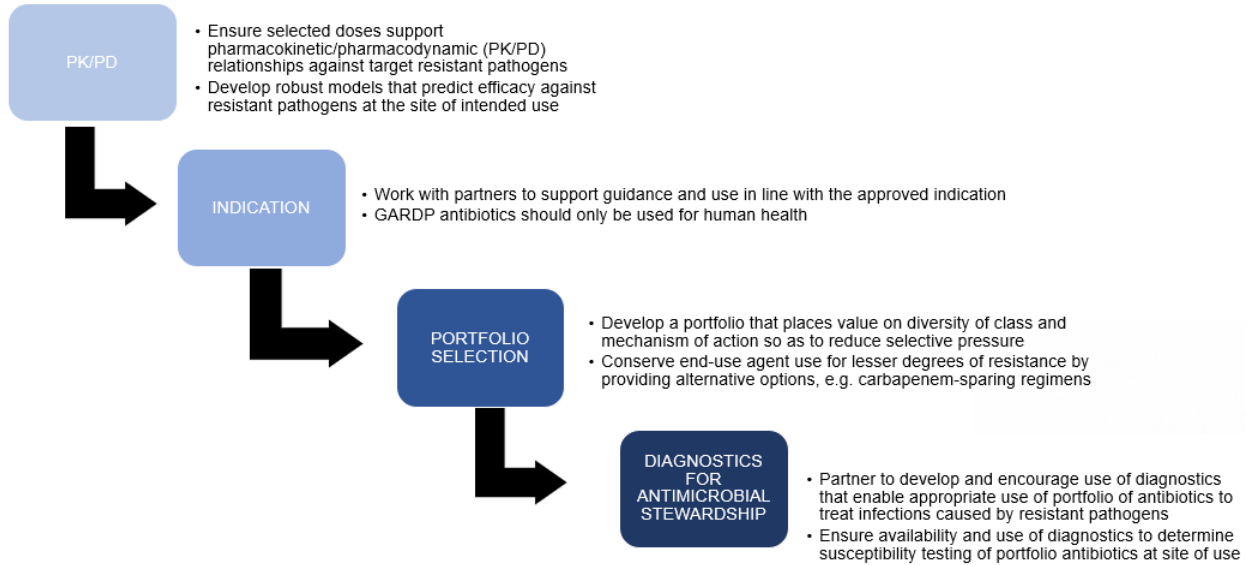 PK/PD
• Ensure selected doses support
pharmacokinetic/pharmacodynamic (PK/PD)
relationships against target resistant pathogens
• Develop robust models that predict efficacy against
resistant pathogens at the site of intended use
INDICATION
• Work with partners to support guidance and use in line with the approved indication
• GARDP antibiotics should only be used for human health
PORTFOLIO
SELECTION
• Develop a portfolio that places value on diversity of class and
mechanism of action so as to reduce selective pressure
• Conserve end-use agent use for lesser degrees of resistance by
providing alternative options, e.g. carbapenem-sparing regimens
DIAGNOSTICS
FOR
ANTIMICROBIAL
STEWARDSHIP
• Partner to develop and encourage use of diagnostics
that enable appropriate use of portfolio of antibiotics to
treat infections caused by resistant pathogens
• Ensure availability and use of diagnostics to determine
susceptibility testing of portfolio antibiotics at site of use